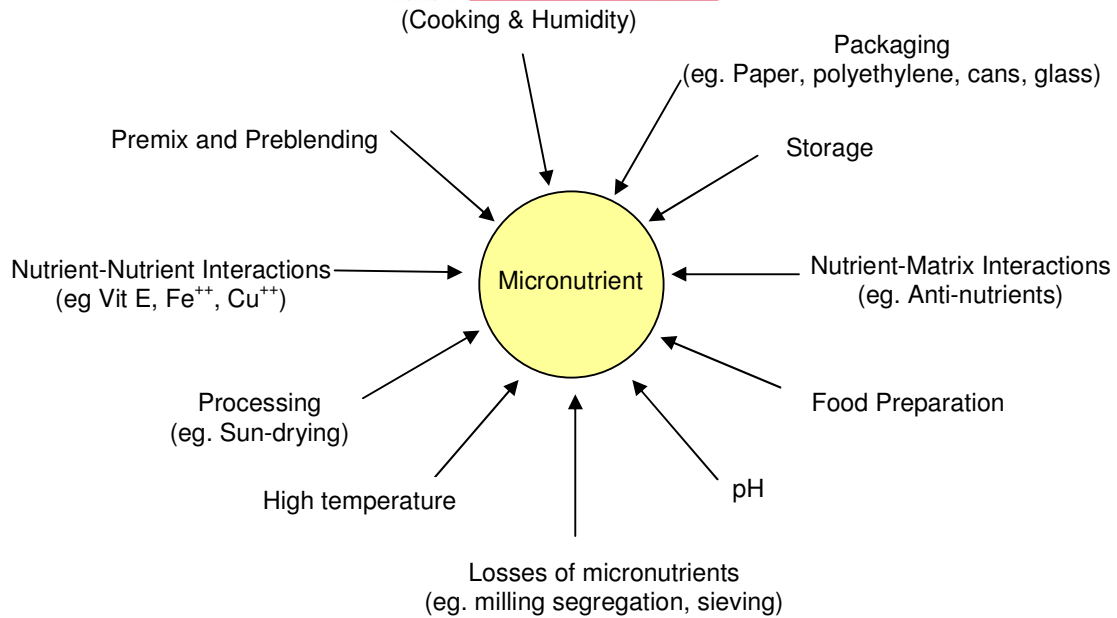 (Cooking & Humidity)
Packaging
(eg. Paper, polyethylene, cans, glass)
Premix and Preblending
Storage
Micronutrient
Nutrient-Nutrient Interactions
(eg Vit E, Fe⁺⁺, Cu⁺⁺)
Nutrient-Matrix Interactions
(eg. Anti-nutrients)
Processing
(eg. Sun-drying)
Food Preparation
High temperature
pH
Losses of micronutrients
(eg. milling segregation, sieving)